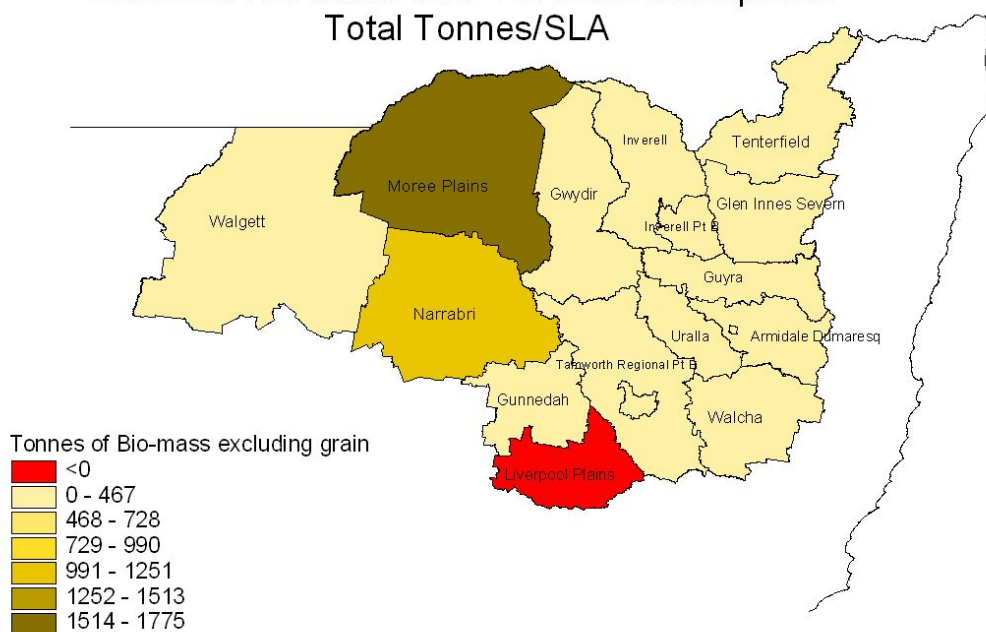 Total Tonnes/SLA
Tenterfield
Inverell
Moree Plains
Gwydir
Glen Innes Severn
Walgett
Inverell Pt B
Guyra
Narrabri
Uralla
Armidale Dumaresq
Tamworth Regional Pt B
Gunnedah
Walcha
Liverpool Plains
Tonnes of Bio-mass excluding grain
<0
0 - 467
468 - 728
729 - 990
991 - 1251
1252 - 1513
1514 - 1775